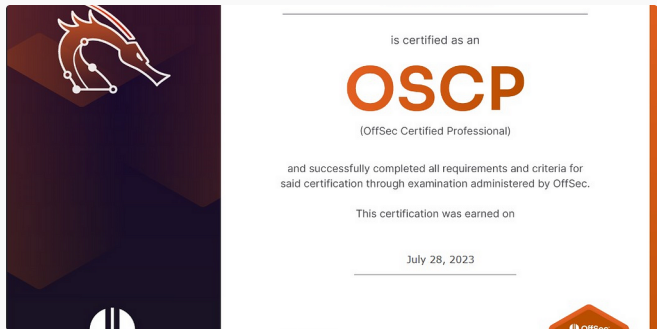 is certified as an
OSCP
(OffSec Certified Professional)
and successfully completed all requirements and criteria for
said certification through examination administered by OffSec.
This certification was earned on
July 28, 2023
OffSec